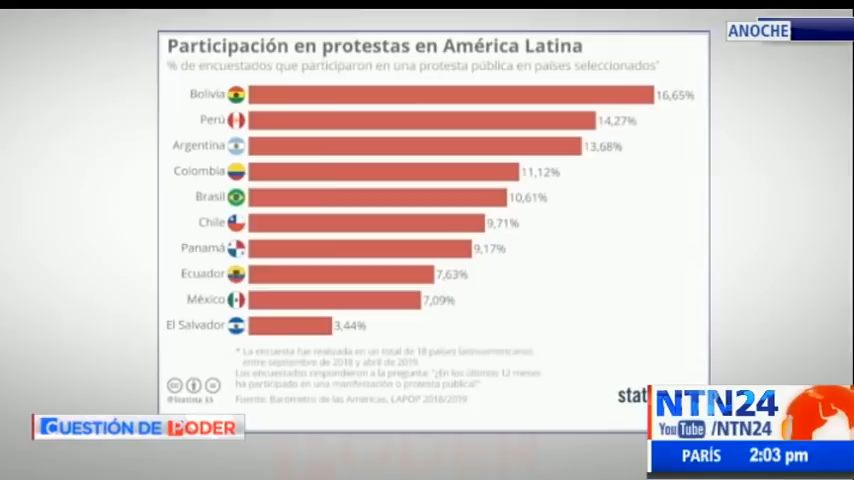 ANOCHE
Participación en protestas en América Latina
% de encuestados que participaron en una protesta pública en países seleccionados*
Bolivia 16,65%
Perú 14,27%
Argentina 13,68%
Colombia 11,12%
Brasil 10,61%
Chile 9,71%
Panamá 9,17%
Ecuador 7,63%
México 7,09%
El Salvador 3,44%
* La encuesta fue realizada en un total de 18 países latinoamericanos
entre septiembre de 2018 y abril de 2019.
Los encuestados respondieron a la pregunta: "¿En los últimos 12 meses
ha participado en una manifestación o protesta pública?"
@Statista_ES
Fuente: Barómetro de las Américas, LAPOP 2018/2019
stat
CUESTIÓN DE PODER
NTN24
YouTube /NTN24
PARÍS 2:03 pm